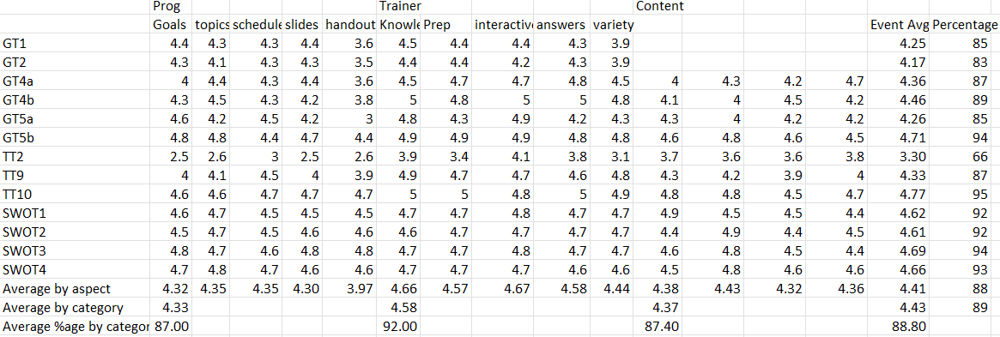 Prog Trainer Content
Goals topics schedule slides handout Knowle Prep interactivi answers variety Event Avg Percentage
GT1 4.4 4.3 4.3 4.4 3.6 4.5 4.4 4.4 4.3 3.9 4.25 85
GT2 4.3 4.1 4.3 4.3 3.5 4.4 4.4 4.2 4.3 3.9 4.17 83
GT4a 4 4.4 4.3 4.4 3.6 4.5 4.7 4.7 4.8 4.5 4 4.3 4.2 4.7 4.36 87
GT4b 4.3 4.5 4.3 4.2 3.8 5 4.8 5 5 4.8 4.1 4 4.5 4.2 4.46 89
GT5a 4.6 4.2 4.5 4.2 3 4.8 4.3 4.9 4.2 4.3 4.3 4 4.2 4.2 4.26 85
GT5b 4.8 4.8 4.4 4.7 4.4 4.9 4.9 4.9 4.8 4.8 4.6 4.8 4.6 4.5 4.71 94
TT2 2.5 2.6 3 2.5 2.6 3.9 3.4 4.1 3.8 3.1 3.7 3.6 3.6 3.8 3.30 66
TT9 4 4.1 4.5 4 3.9 4.9 4.7 4.7 4.6 4.8 4.3 4.2 3.9 4 4.33 87
TT10 4.6 4.6 4.7 4.7 4.7 5 5 4.8 5 4.9 4.8 4.8 4.5 4.7 4.77 95
SWOT1 4.6 4.7 4.5 4.5 4.5 4.7 4.7 4.8 4.7 4.7 4.9 4.5 4.5 4.4 4.62 92
SWOT2 4.5 4.7 4.5 4.6 4.6 4.6 4.7 4.7 4.7 4.7 4.4 4.9 4.4 4.5 4.61 92
SWOT3 4.8 4.7 4.6 4.8 4.8 4.7 4.7 4.8 4.7 4.7 4.6 4.8 4.5 4.4 4.69 94
SWOT4 4.7 4.8 4.7 4.6 4.6 4.7 4.7 4.7 4.6 4.6 4.5 4.8 4.6 4.6 4.66 93
Average by aspect 4.32 4.35 4.35 4.30 3.97 4.66 4.57 4.67 4.58 4.44 4.38 4.43 4.32 4.36 4.41 88
Average by category 4.33 4.58 4.37 4.43 89
Average %age by categor 87.00 92.00 87.40 88.80